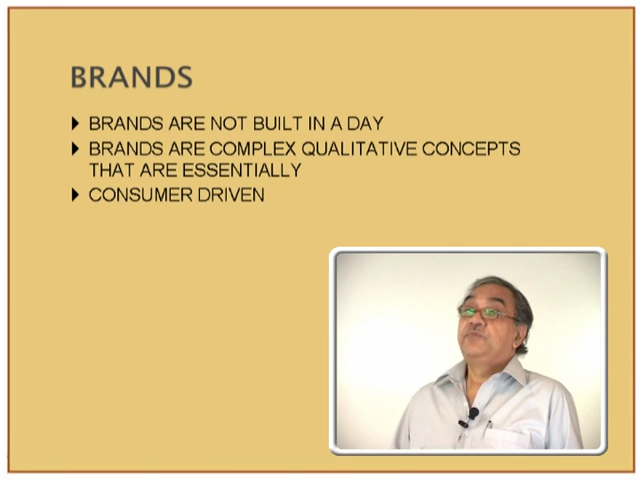 BRANDS
BRANDS ARE NOT BUILT IN A DAY
BRANDS ARE COMPLEX QUALITATIVE CONCEPTS
THAT ARE ESSENTIALLY
CONSUMER DRIVEN